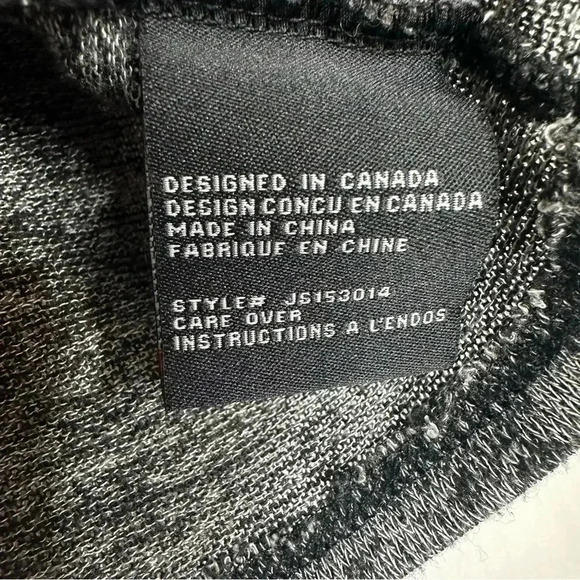 DESIGNED IN CANADA
DESIGN CONCU EN CANADA
MADE IN CHINA
FABRIQUE EN CHINE
STYLE# JS153014
CARE OVER
INSTRUCTIONS A L'ENDOS